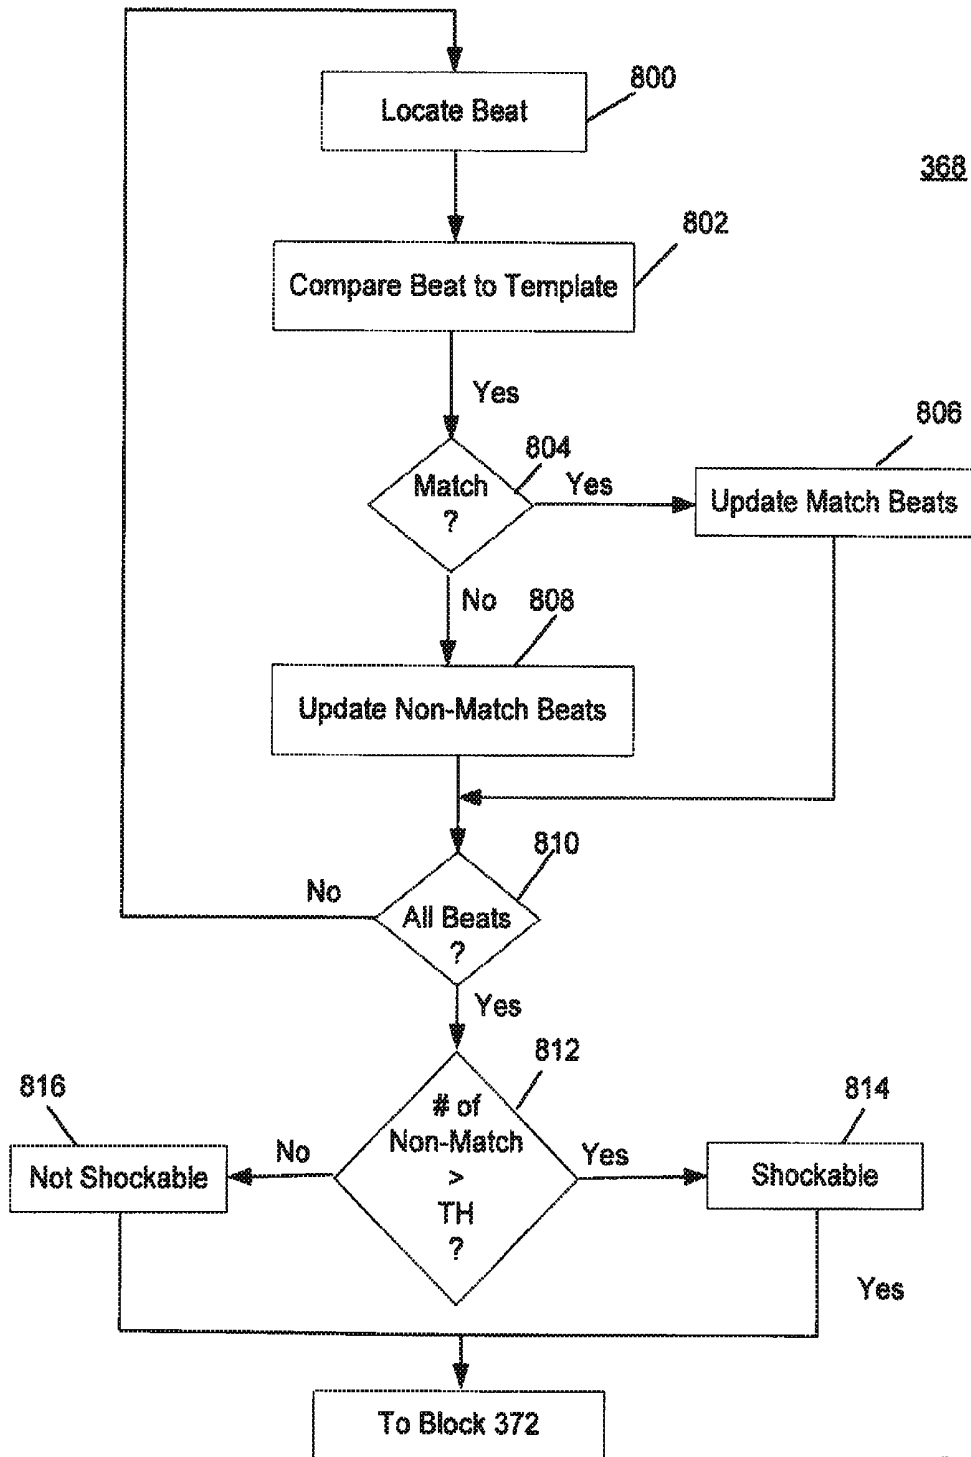 800
Locate Beat
368
802
Compare Beat to Template
Yes
804
806
Match
?
Yes
Update Match Beats
No
808
Update Non-Match Beats
810
No
All Beats
?
Yes
812
816
814
# of
Non-Match
>
TH
?
No
Yes
Not Shockable
Shockable
Yes
To Block 372